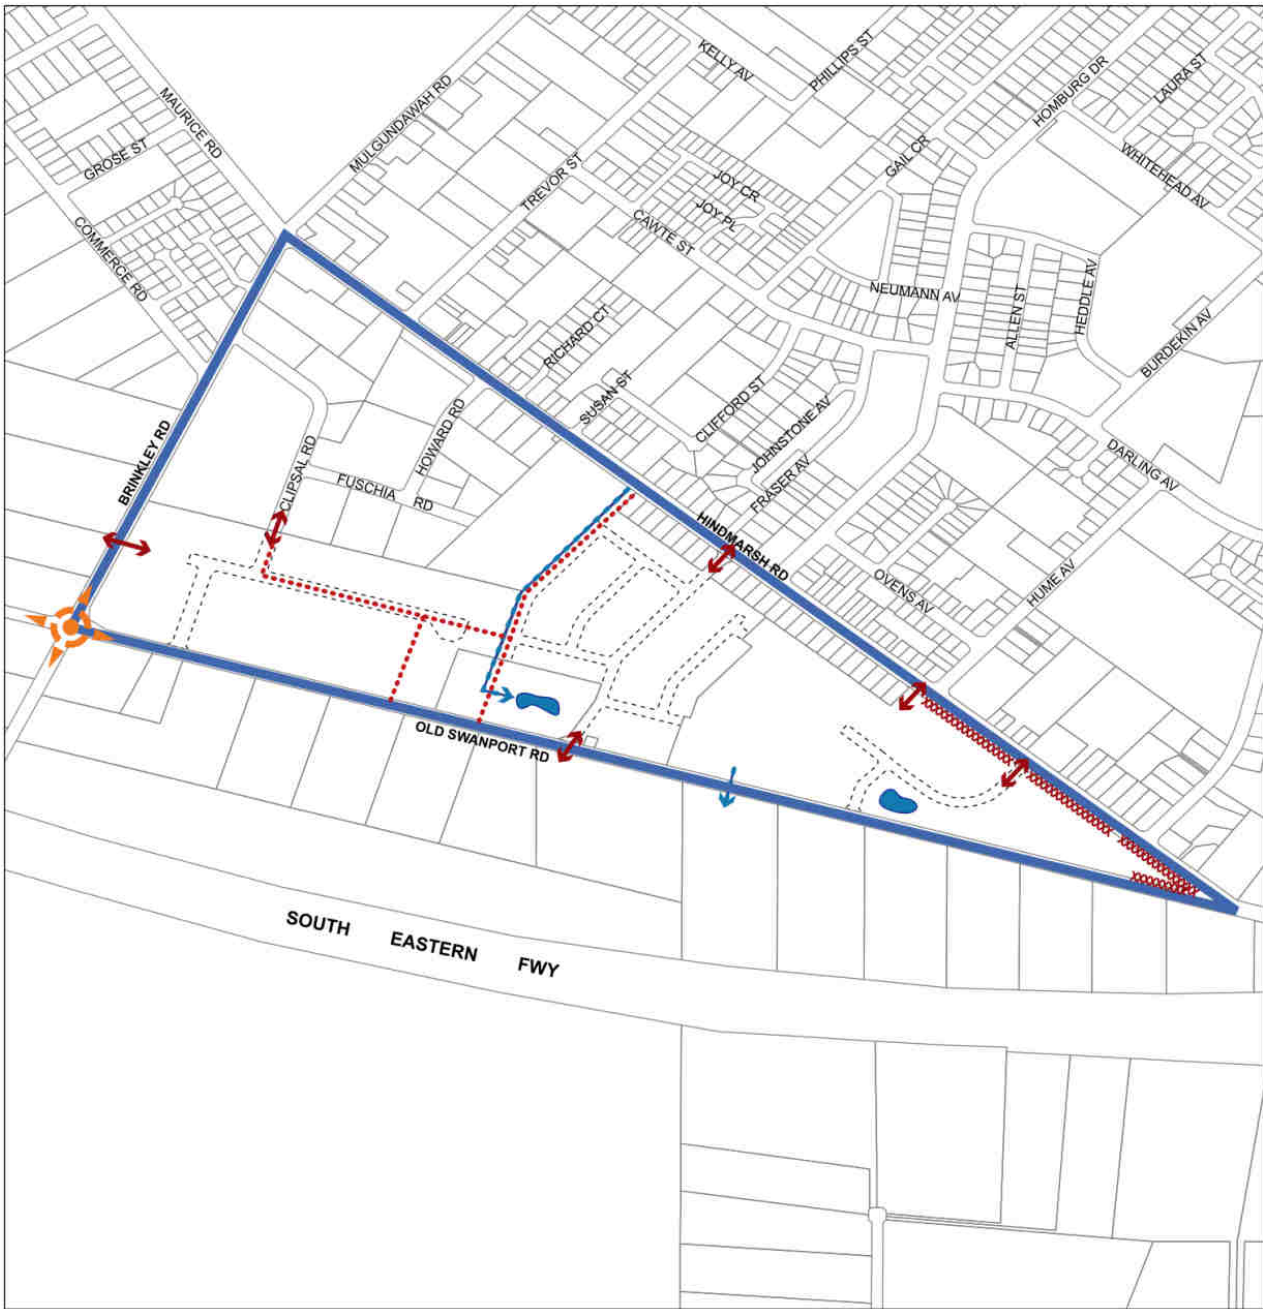 KELLY AV
PHILLIPS ST
HOMBURG DR
LAURA ST
MAURICE RD
MULGUNDAWAH RD
GROSE ST
TREVOR ST
JOY CR
GAIL CR
WHITEHEAD AV
JOY PL
CAWTE ST
COMMERCE RD
NEUMANN AV
ALLEN ST
HEDDLE AV
BURDEKIN AV
RICHARD CT
SUSAN ST
CLIFFORD ST
JOHNSTONE AV
HOWARD RD
BRINKLEY RD
CLIPSAL RD
FUSCHIA RD
FRASER AV
DARLING AV
HINDMARSH RD
OVENS AV
HUME AV
OLD SWANPORT RD
SOUTH EASTERN FWY